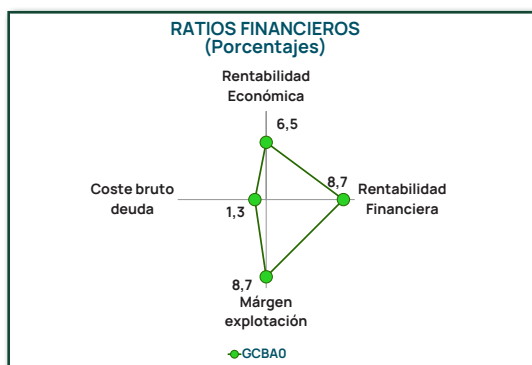 RATIOS FINANCIEROS
(Porcentajes)
Rentabilidad
Económica
6,5
8,7
Rentabilidad
Financiera
Coste bruto
deuda
1,3
8,7
Márgen
explotación
GCBA0